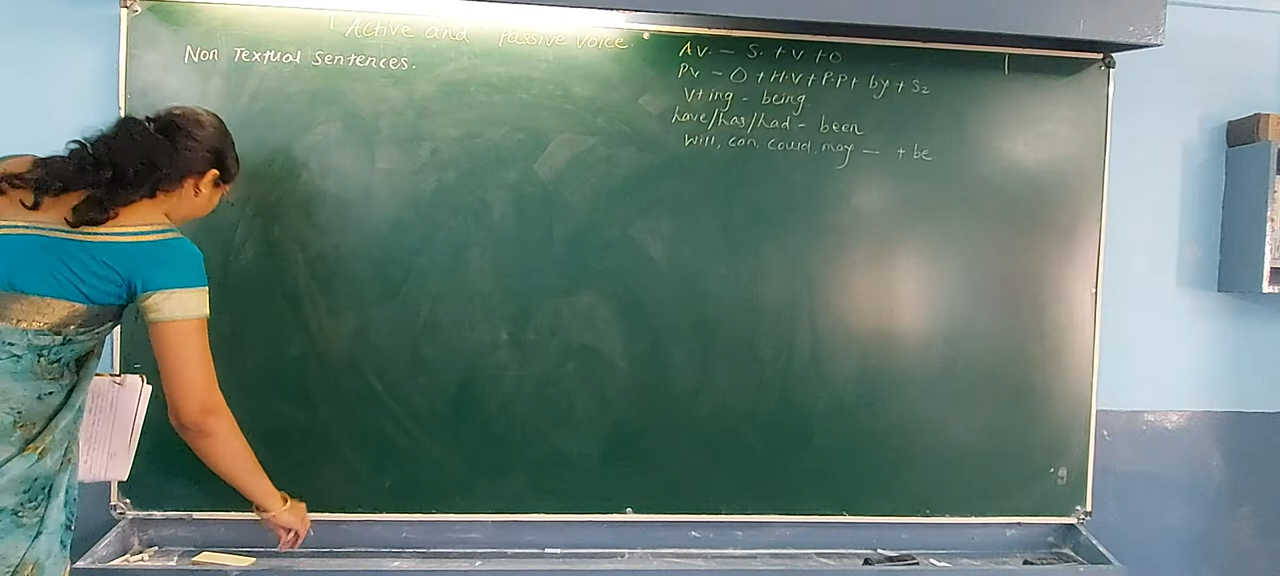 Active and Passive Voice.
Non Textual Sentences.
A.V. - S. + V + O
PV - O + H.V + P.P + by + S2
V+ing - being
have/has/had - been
Will, can, could, may — + be